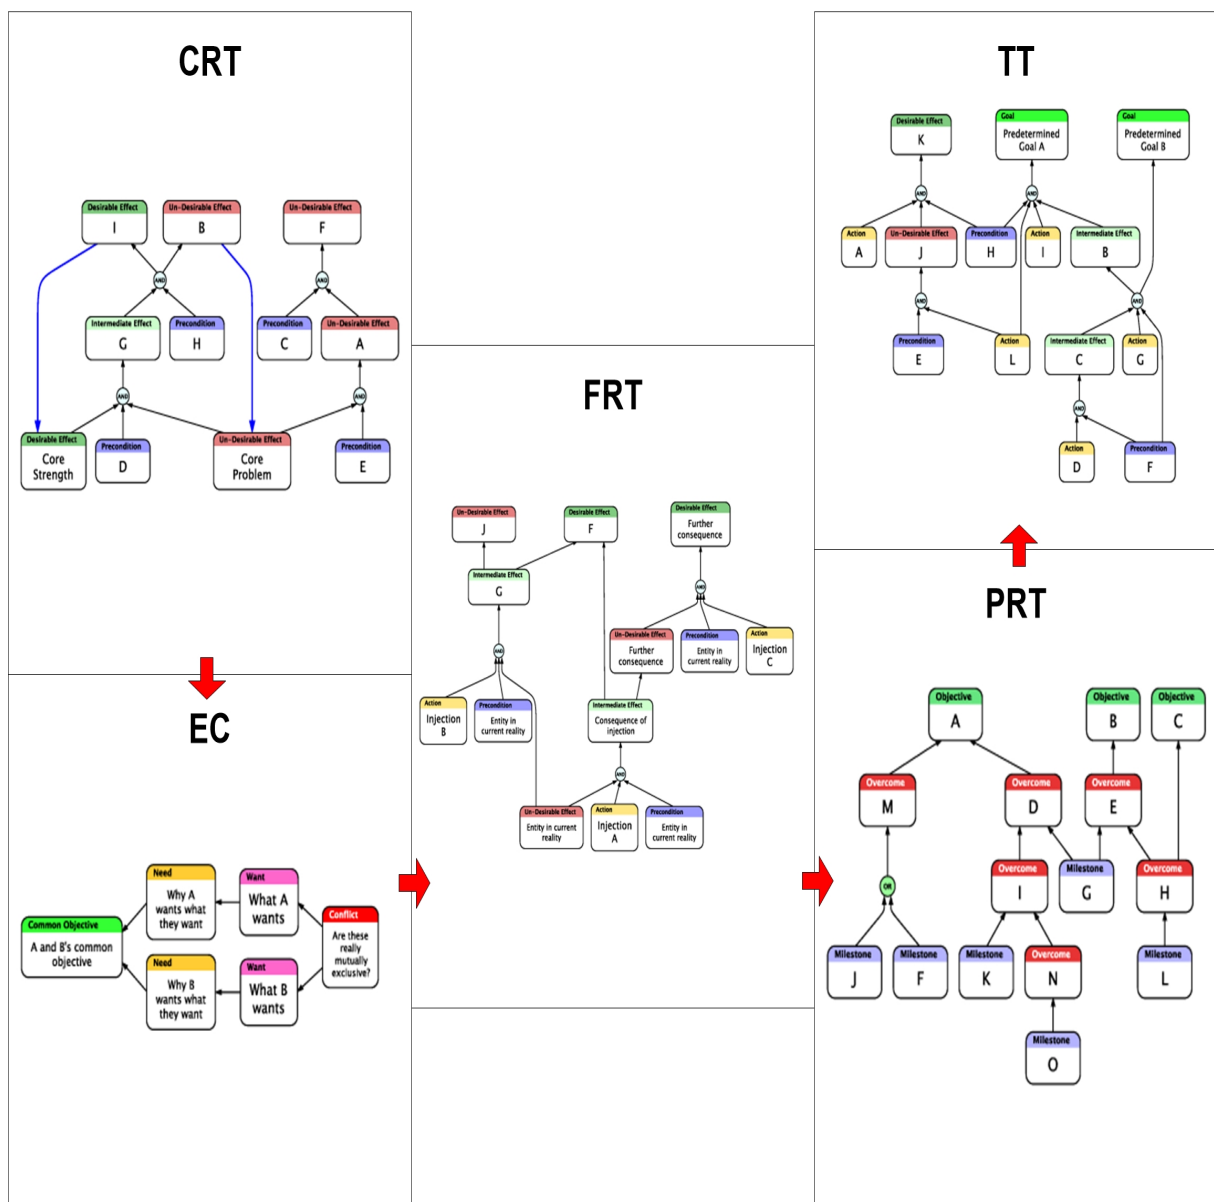 CRT
Desirable Effect
I
Un-Desirable Effect
B
Un-Desirable Effect
F
AND
AND
Intermediate Effect
G
Precondition
H
Precondition
C
Un-Desirable Effect
A
AND
AND
Desirable Effect
Core
Strength
Precondition
D
Un-Desirable Effect
Core
Problem
Precondition
E
EC
Need
Why A
wants what
they want
Want
What A
wants
Conflict
Are these
really
mutually
exclusive?
Common Objective
A and B's common
objective
Need
Why B
wants what
they want
Want
What B
wants
FRT
Un-Desirable Effect
J
Desirable Effect
F
Desirable Effect
Further
consequence
Intermediate Effect
G
AND
Un-Desirable Effect
Further
consequence
Precondition
Entity in
current reality
Action
Injection
C
AND
Action
Injection
B
Precondition
Entity in
current reality
Intermediate Effect
Consequence of
injection
AND
Un-Desirable Effect
Entity in current
reality
Action
Injection
A
Precondition
Entity in
current reality
TT
Desirable Effect
K
Goal
Predetermined
Goal A
Goal
Predetermined
Goal B
AND
AND
Action
A
Un-Desirable Effect
J
Precondition
H
Action
I
Intermediate Effect
B
AND
AND
Precondition
E
Action
L
Intermediate Effect
C
Action
G
AND
Action
D
Precondition
F
PRT
Objective
A
Objective
B
Objective
C
Overcome
M
Overcome
D
Overcome
E
OR
Overcome
I
Milestone
G
Overcome
H
Milestone
J
Milestone
F
Milestone
K
Overcome
N
Milestone
L
Milestone
O